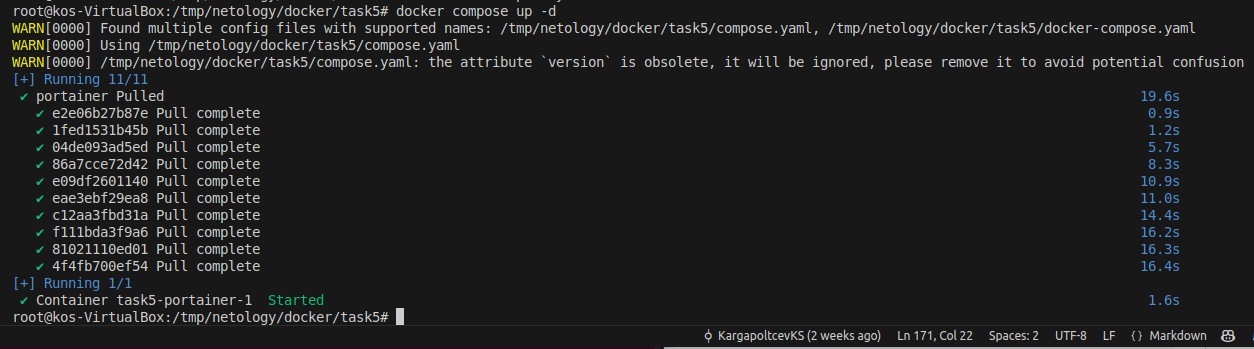 root@kos-VirtualBox:/tmp/netology/docker/task5# docker compose up -d
WARN[0000] Found multiple config files with supported names: /tmp/netology/docker/task5/compose.yaml, /tmp/netology/docker/task5/docker-compose.yaml
WARN[0000] Using /tmp/netology/docker/task5/compose.yaml
WARN[0000] /tmp/netology/docker/task5/compose.yaml: the attribute `version` is obsolete, it will be ignored, please remove it to avoid potential confusion
[+] Running 11/11
✔ portainer Pulled 19.6s
✔ e2e06b27b87e Pull complete 0.9s
✔ 1fed1531b45b Pull complete 1.2s
✔ 04de093ad5ed Pull complete 5.7s
✔ 86a7cce72d42 Pull complete 8.3s
✔ e09df2601140 Pull complete 10.9s
✔ eae3ebf29ea8 Pull complete 11.0s
✔ c12aa3fbd31a Pull complete 14.4s
✔ f111bda3f9a6 Pull complete 16.2s
✔ 81021110ed01 Pull complete 16.3s
✔ 4f4fb700ef54 Pull complete 16.4s
[+] Running 1/1
✔ Container task5-portainer-1 Started 1.6s
root@kos-VirtualBox:/tmp/netology/docker/task5#
KargapoltcevKS (2 weeks ago) Ln 171, Col 22 Spaces: 2 UTF-8 LF {} Markdown